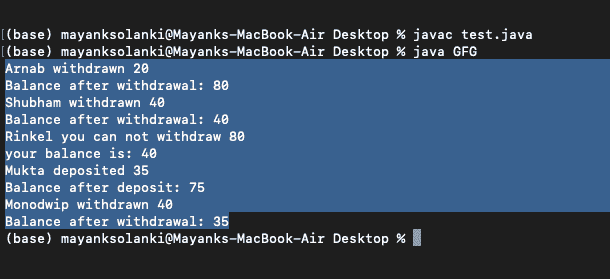 (base) mayanksolanki@Mayanks-MacBook-Air Desktop % javac test.java
(base) mayanksolanki@Mayanks-MacBook-Air Desktop % java GFG
Arnab withdrawn 20
Balance after withdrawal: 80
Shubham withdrawn 40
Balance after withdrawal: 40
Rinkel you can not withdraw 80
your balance is: 40
Mukta deposited 35
Balance after deposit: 75
Monodwip withdrawn 40
Balance after withdrawal: 35
(base) mayanksolanki@Mayanks-MacBook-Air Desktop %